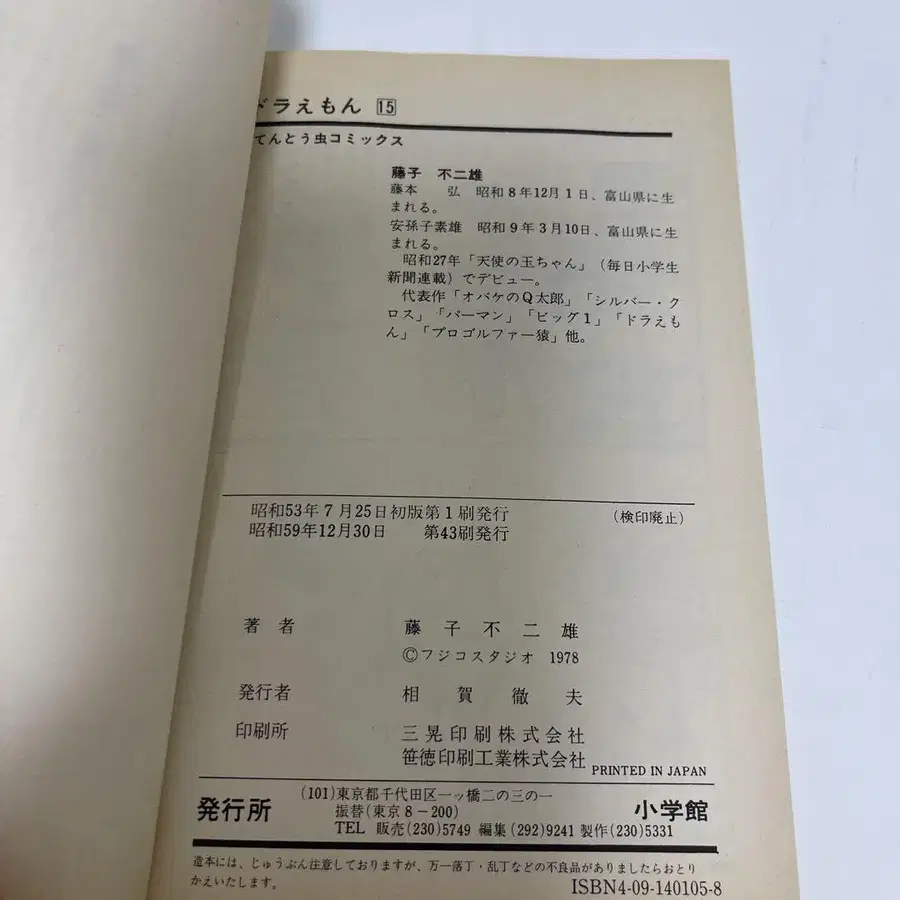 ドラえもん 15
てんとう虫コミックス
藤子 不二雄
藤本 弘 昭和8年12月1日、富山県に生
まれる。
安孫子素雄 昭和9年3月10日、富山県に生
まれる。
昭和27年「天使の玉ちゃん」(毎日小学生
新聞連載)でデビュー。
代表作「オバケのQ太郎」「シルバー・ク
ロス」「パーマン」「ビッグ1」「ドラえも
ん」「プロゴルファー猿」他。
昭和53年7月25日初版第1刷発行 (検印廃止)
昭和59年12月30日 第43刷発行
著者 藤子不二雄
©フジコスタジオ 1978
発行者 相賀徹夫
印刷所 三晃印刷株式会社
笹徳印刷工業株式会社
PRINTED IN JAPAN
発行所 (101)東京都千代田区一ッ橋二の三の一 小学館
振替(東京8-200)
TEL 販売(230)5749 編集(292)9241 製作(230)5331
造本には、じゅうぶん注意しておりますが、万一落丁・乱丁などの不良品がありましたらおとり
かえいたします。
ISBN4-09-140105-8